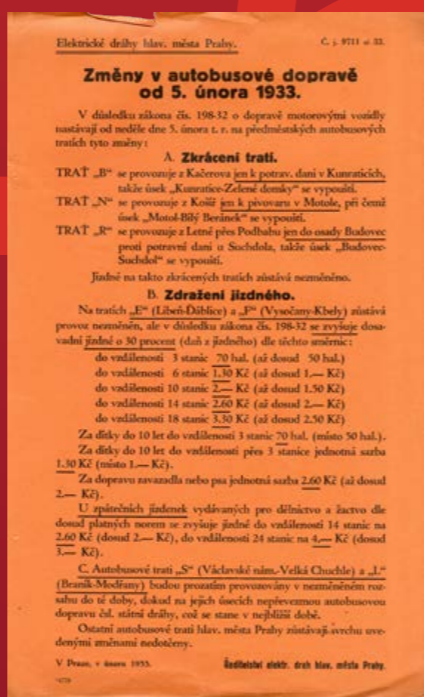 Elektrické dráhy hlav. města Prahy.
Č. j. 9711 ai 33.
Změny v autobusové dopravě
od 5. února 1933.
V důsledku zákona čís. 198-32 o dopravě motorovými vozidly
nastávají od neděle dne 5. února t. r. na předměstských autobusových
tratích tyto změny:
A. Zkrácení tratí.
TRAŤ „B“ se provozuje z Kačerova jen k potrav. dani v Kunraticích,
takže úsek „Kunratice-Zelené domky“ se vypouští.
TRAŤ „N“ se provozuje z Košíř jen k pivovaru v Motole, při čemž
úsek „Motol-Bílý Beránek“ se vypouští.
TRAŤ „R“ se provozuje z Letné přes Podbabu jen do osady Budovec
proti potravní dani u Suchdola, takže úsek „Budovec-
Suchdol“ se vypouští.
Jízdné na takto zkrácených tratích zůstává nezměněno.
B. Zdražení jízdného.
Na tratích „E“ (Libeň-Ďáblice) a „F“ (Vysočany-Kbely) zůstává
provoz nezměněn, ale v důsledku zákona čís. 198-32 se zvyšuje dosa-
vadní jízdné o 30 procent (daň z jízdného) dle těchto směrnic:
do vzdálenosti 3 stanic 70 hal. (až dosud 50 hal.)
do vzdálenosti 6 stanic 1.30 Kč (až dosud 1.— Kč)
do vzdálenosti 10 stanic 2.— Kč (až dosud 1.50 Kč)
do vzdálenosti 14 stanic 2.60 Kč (až dosud 2.— Kč)
do vzdálenosti 18 stanic 3.30 Kč (až dosud 2.50 Kč)
Za dítky do 10 let do vzdálenosti 3 stanic 70 hal. (místo 50 hal.).
Za dítky do 10 let do vzdálenosti přes 3 stanice jednotná sazba
1.30 Kč (místo 1.— Kč).
Za dopravu zavazadla nebo psa jednotná sazba 2.60 Kč (až dosud
2.— Kč).
U zpátečních jízdenek vydávaných pro dělnictvo a žactvo dle
dosud platných norem se zvyšuje jízdné do vzdálenosti 14 stanic na
2.60 Kč (dosud 2.— Kč), do vzdálenosti 24 stanic na 4.— Kč (dosud
3.— Kč).
C. Autobusové trati „S“ (Václavské nám.-Velká Chuchle) a „L“
(Braník-Modřany) budou prozatím provozovány v nezměněném roz-
sahu do té doby, dokud na jejich úsecích nepřevezmou autobusovou
dopravu čsl. státní dráhy, což se stane v nejbližší době.
Ostatní autobusové trati hlav. města Prahy zůstávají svrchu uve-
denými změnami nedotčeny.
V Praze, v únoru 1933.
Ředitelství elektr. drah hlav. města Prahy.